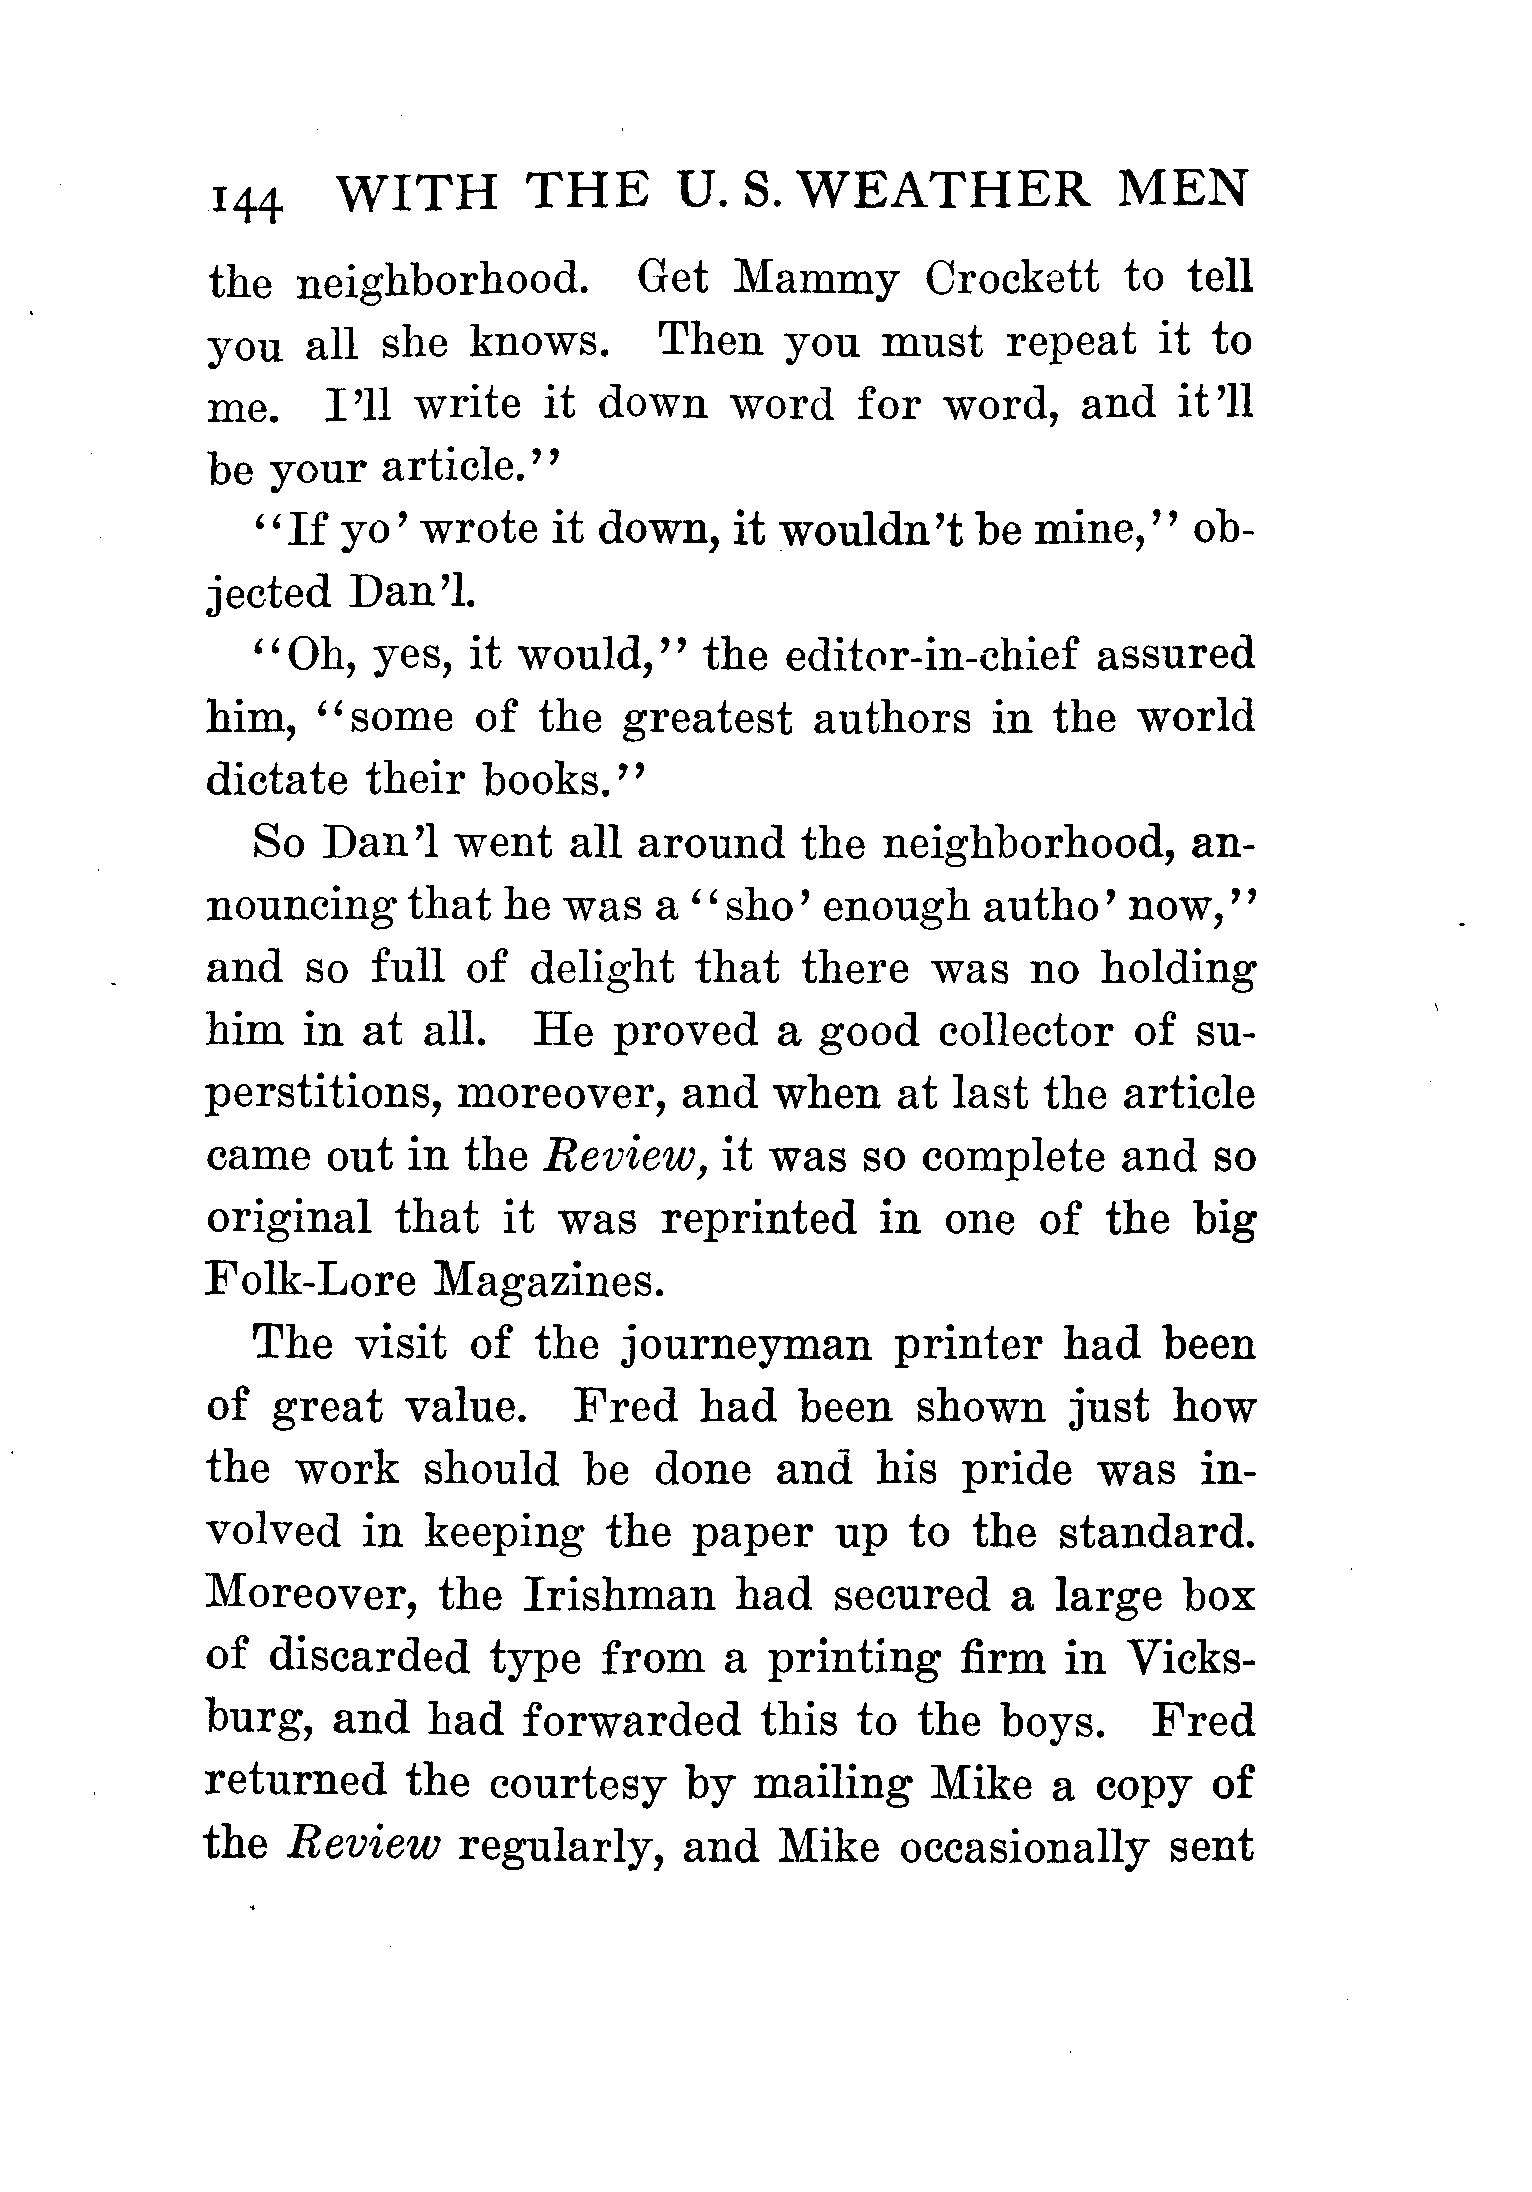 144 WITH THE U. S. WEATHER MEN
the neighborhood. Get Mammy Crockett to tell
you all she knows. Then you must repeat it to
me. I'll write it down word for word, and it'll
be your article."
"If yo' wrote it down, it wouldn't be mine," ob-
jected Dan'l.
"Oh, yes, it would," the editor-in-chief assured
him, "some of the greatest authors in the world
dictate their books."
So Dan'l went all around the neighborhood, an-
nouncing that he was a "sho' enough autho' now,"
and so full of delight that there was no holding
him in at all. He proved a good collector of su-
perstitions, moreover, and when at last the article
came out in the Review, it was so complete and so
original that it was reprinted in one of the big
Folk-Lore Magazines.
The visit of the journeyman printer had been
of great value. Fred had been shown just how
the work should be done and his pride was in-
volved in keeping the paper up to the standard.
Moreover, the Irishman had secured a large box
of discarded type from a printing firm in Vicks-
burg, and had forwarded this to the boys. Fred
returned the courtesy by mailing Mike a copy of
the Review regularly, and Mike occasionally sent